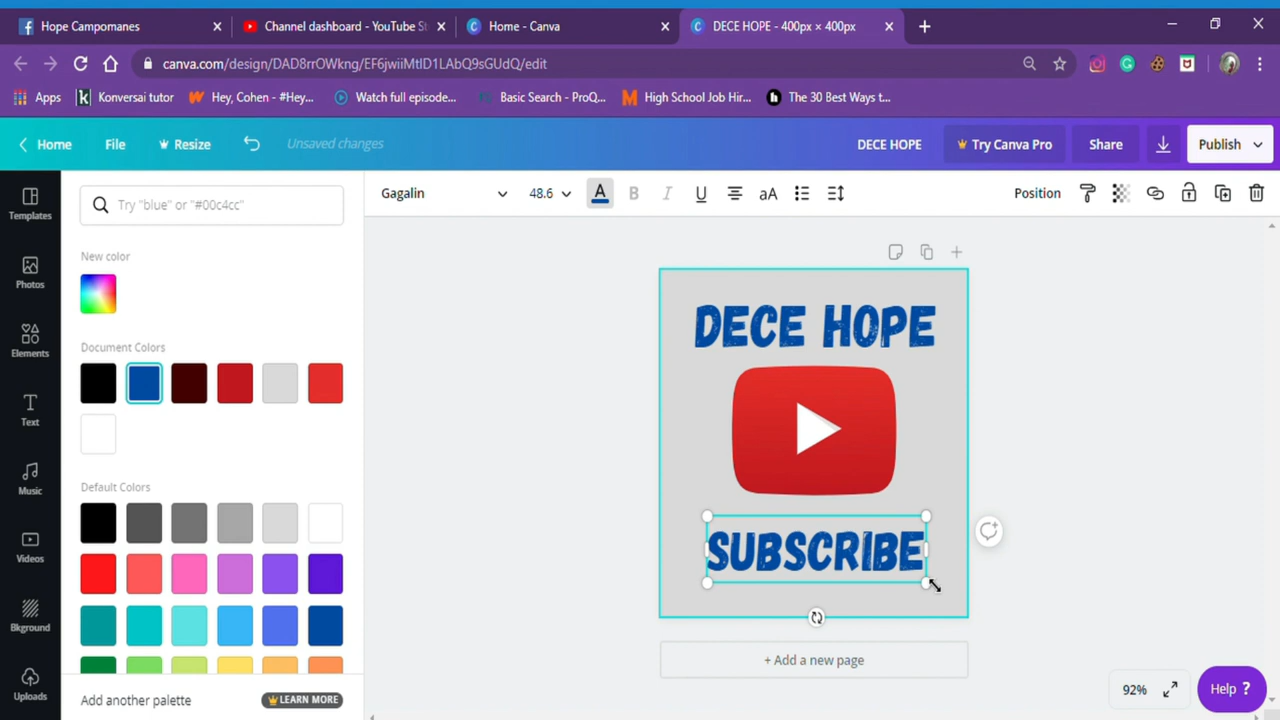 Hope Campomanes
Channel dashboard - YouTube St
Home - Canva
DECE HOPE - 400px × 400px
canva.com/design/DAD8rrOWkng/EF6jwiiMtID1LAbQ9sGUdQ/edit
Apps
Konversai tutor
Hey, Cohen - #Hey...
Watch full episode...
Basic Search - ProQ...
High School Job Hir...
The 30 Best Ways t...
Home
File
Resize
Unsaved changes
DECE HOPE
Try Canva Pro
Share
Publish
Templates
Photos
Elements
Text
Music
Videos
Bkground
Uploads
Try "blue" or "#00c4cc"
New color
Document Colors
Default Colors
Add another palette
LEARN MORE
Gagalin
48.6
A
B
I
U
aA
Position
DECE HOPE
SUBSCRIBE
+ Add a new page
92%
Help ?